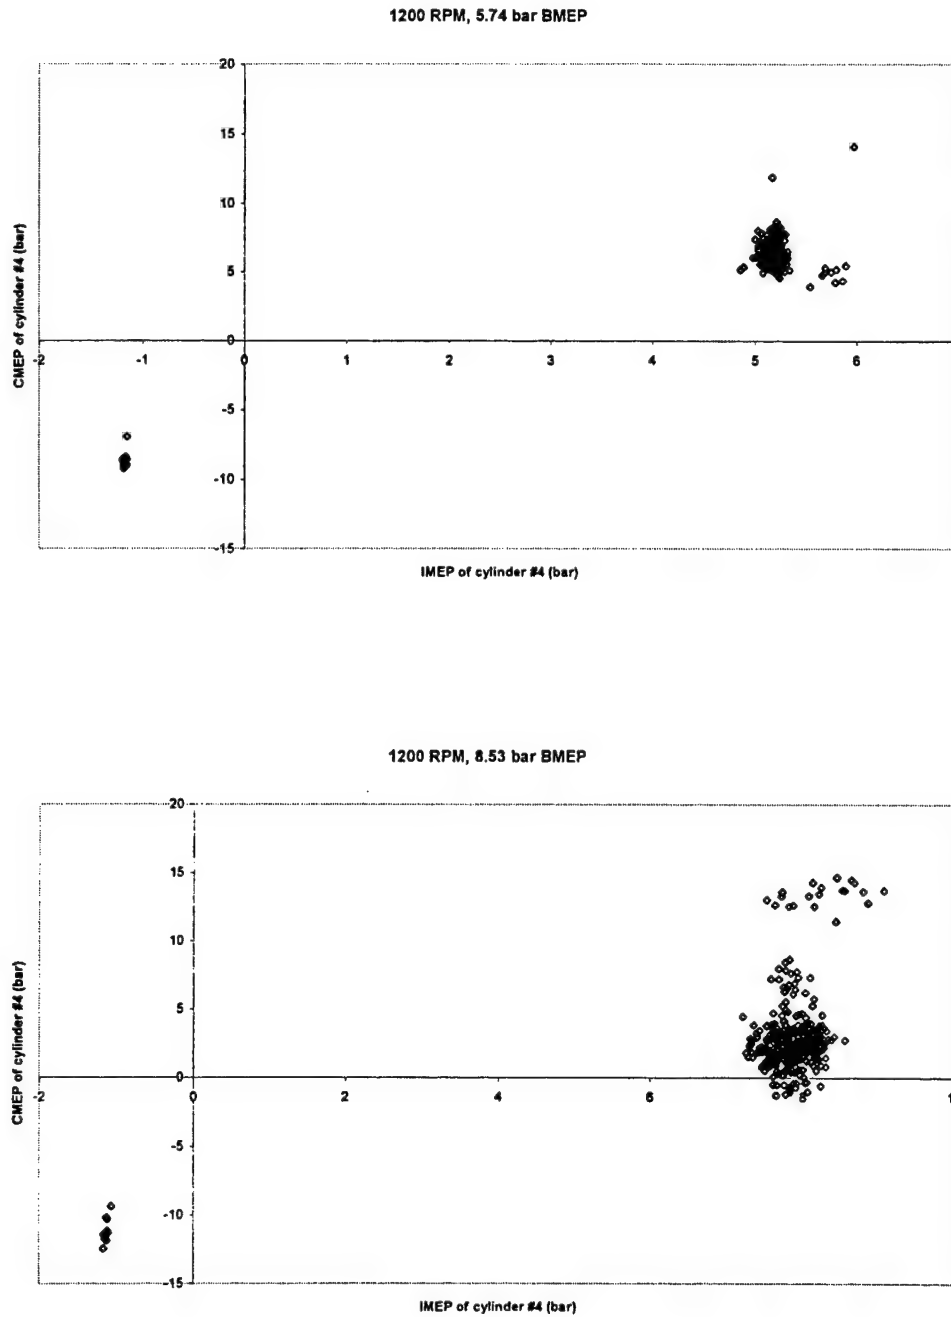 1200 RPM, 5.74 bar BMEP
20
15
10
5
0
-2 -1 0 1 2 3 4 5 6
-5
-10
-15
CMEP of cylinder #4 (bar)
IMEP of cylinder #4 (bar)
1200 RPM, 8.53 bar BMEP
20
15
10
5
0
-2 0 2 4 6
-5
-10
-15
CMEP of cylinder #4 (bar)
IMEP of cylinder #4 (bar)